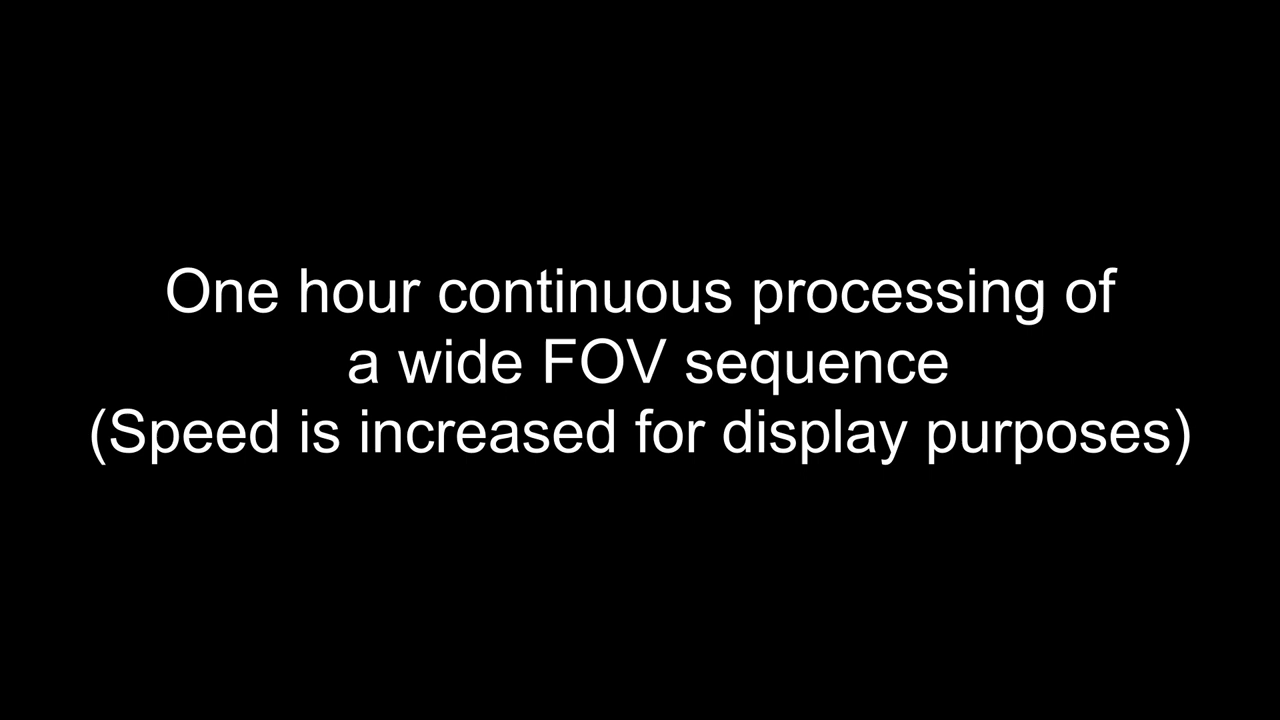 One hour continuous processing of
a wide FOV sequence
(Speed is increased for display purposes)